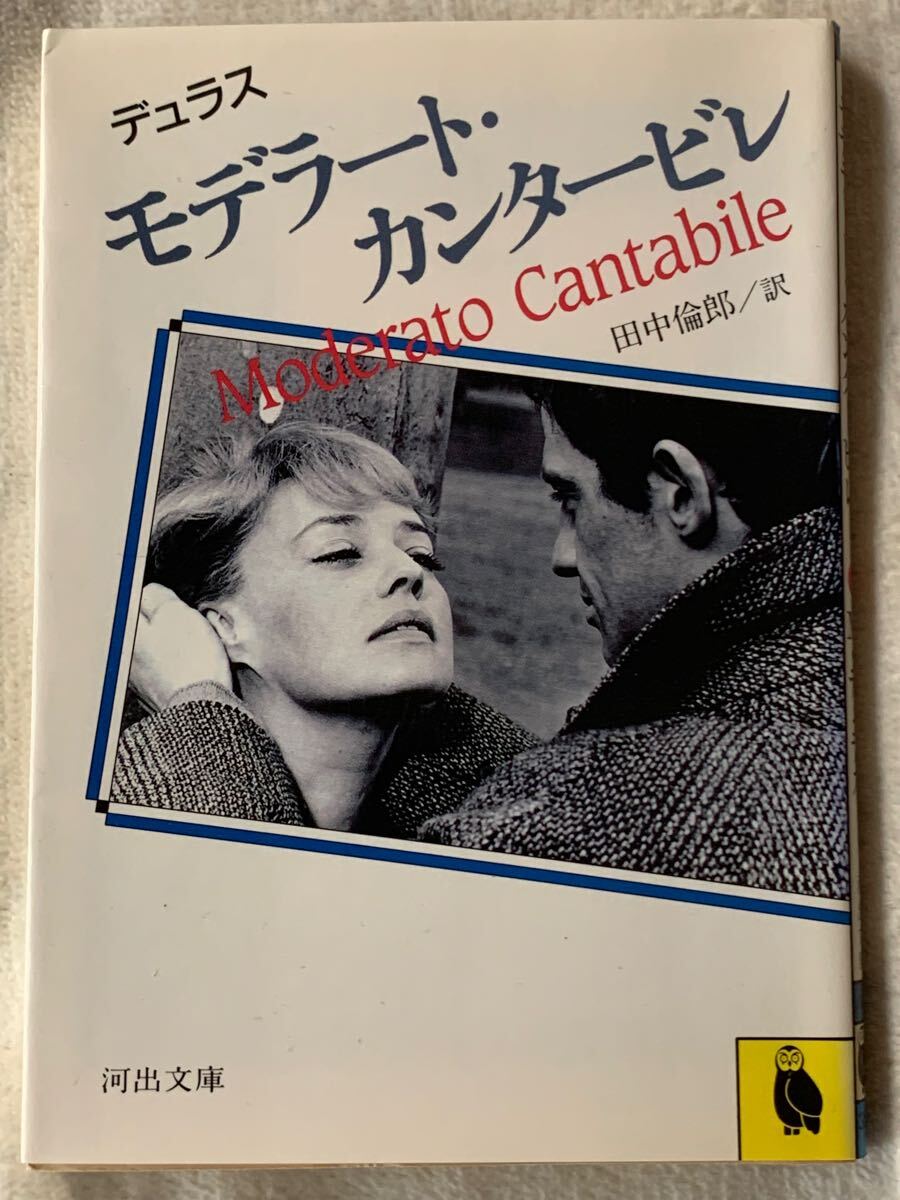 デュラス
モデラート・
カンタービレ
Moderato Cantabile
田中倫郎/訳
河出文庫